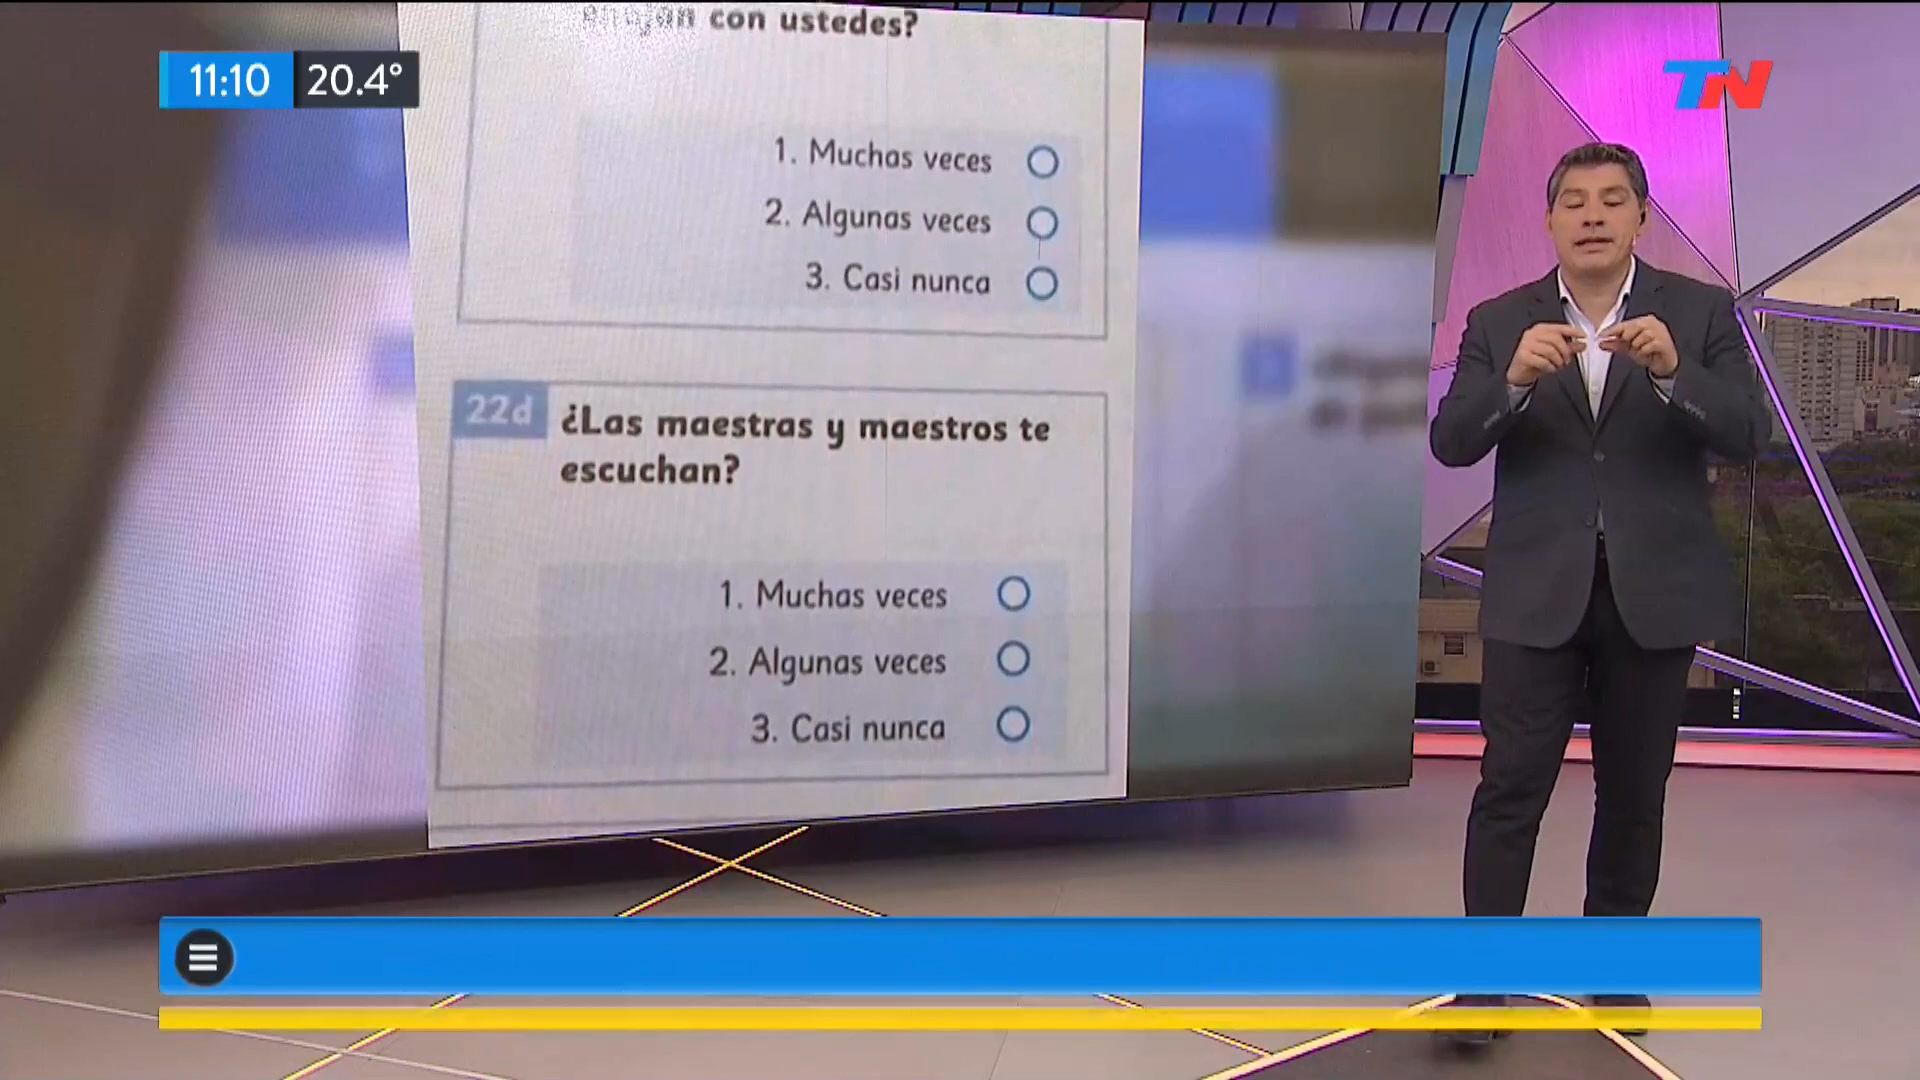 con ustedes?
11:10 20.4°
TN
1. Muchas veces
2. Algunas veces
3. Casi nunca
22d ¿Las maestras y maestros te
escuchan?
1. Muchas veces
2. Algunas veces
3. Casi nunca